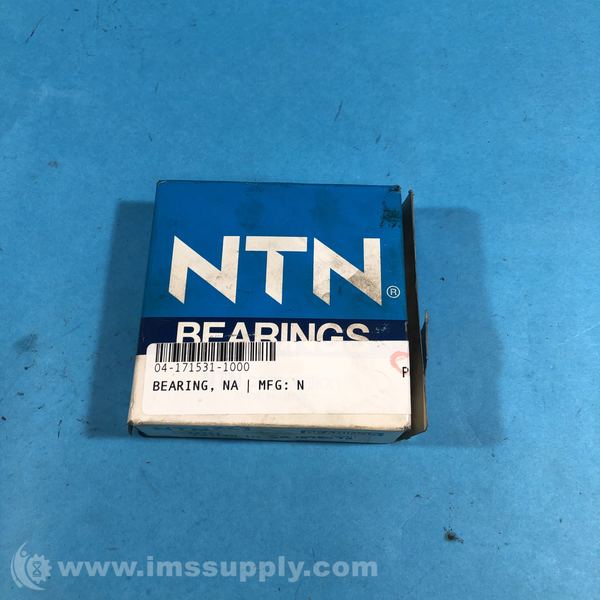 NTN®
BEARINGS
04-171531-1000
BEARING, NA | MFG: N
P
www.imssupply.com